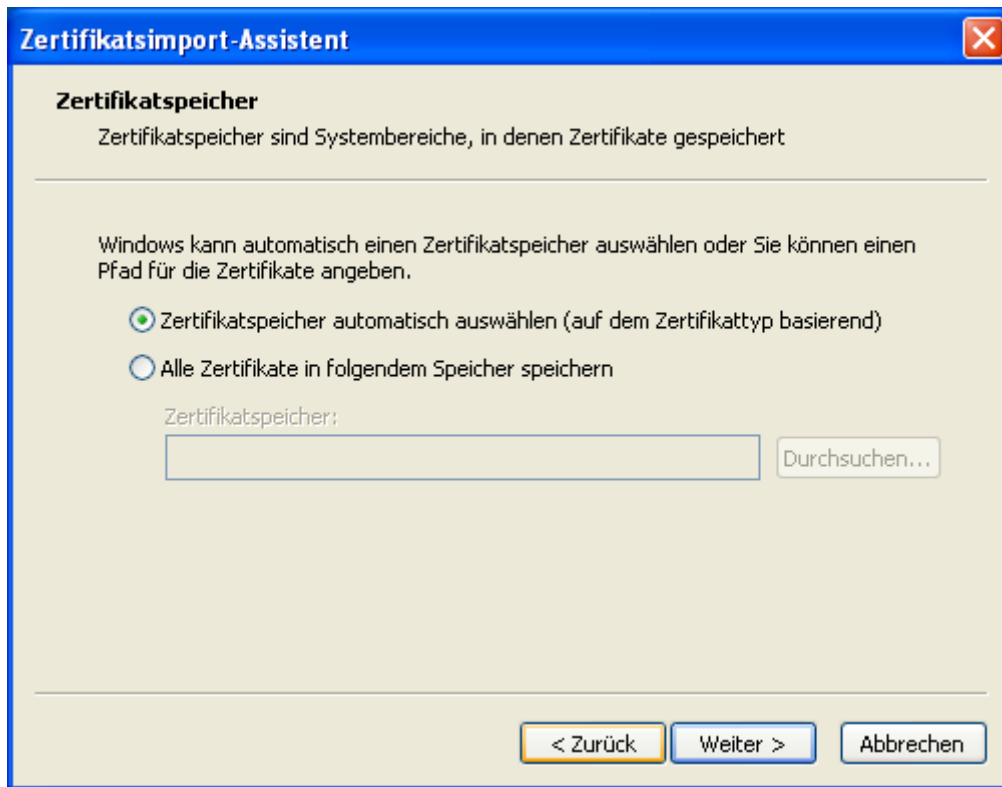 Zertifikatsimport-Assistent
Zertifikatspeicher
Zertifikatspeicher sind Systembereiche, in denen Zertifikate gespeichert
Windows kann automatisch einen Zertifikatspeicher auswählen oder Sie können einen
Pfad für die Zertifikate angeben.
Zertifikatspeicher automatisch auswählen (auf dem Zertifikattyp basierend)
Alle Zertifikate in folgendem Speicher speichern
Zertifikatspeicher:
Durchsuchen...
< Zurück Weiter > Abbrechen